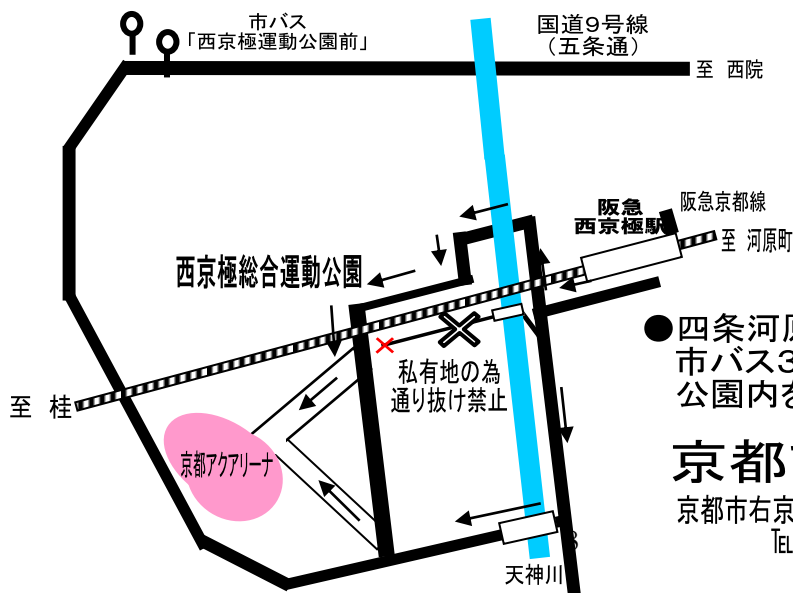 市バス
「西京極運動公園前」
国道9号線
（五条通）
至 西院
阪急京都線
阪急
西京極駅
至 河原町
西京極総合運動公園
●四条河原
市バス3
公園内を
私有地の為
通り抜け禁止
至 桂
京都アクアリーナ
京都市
京都市右京
TEL
天神川